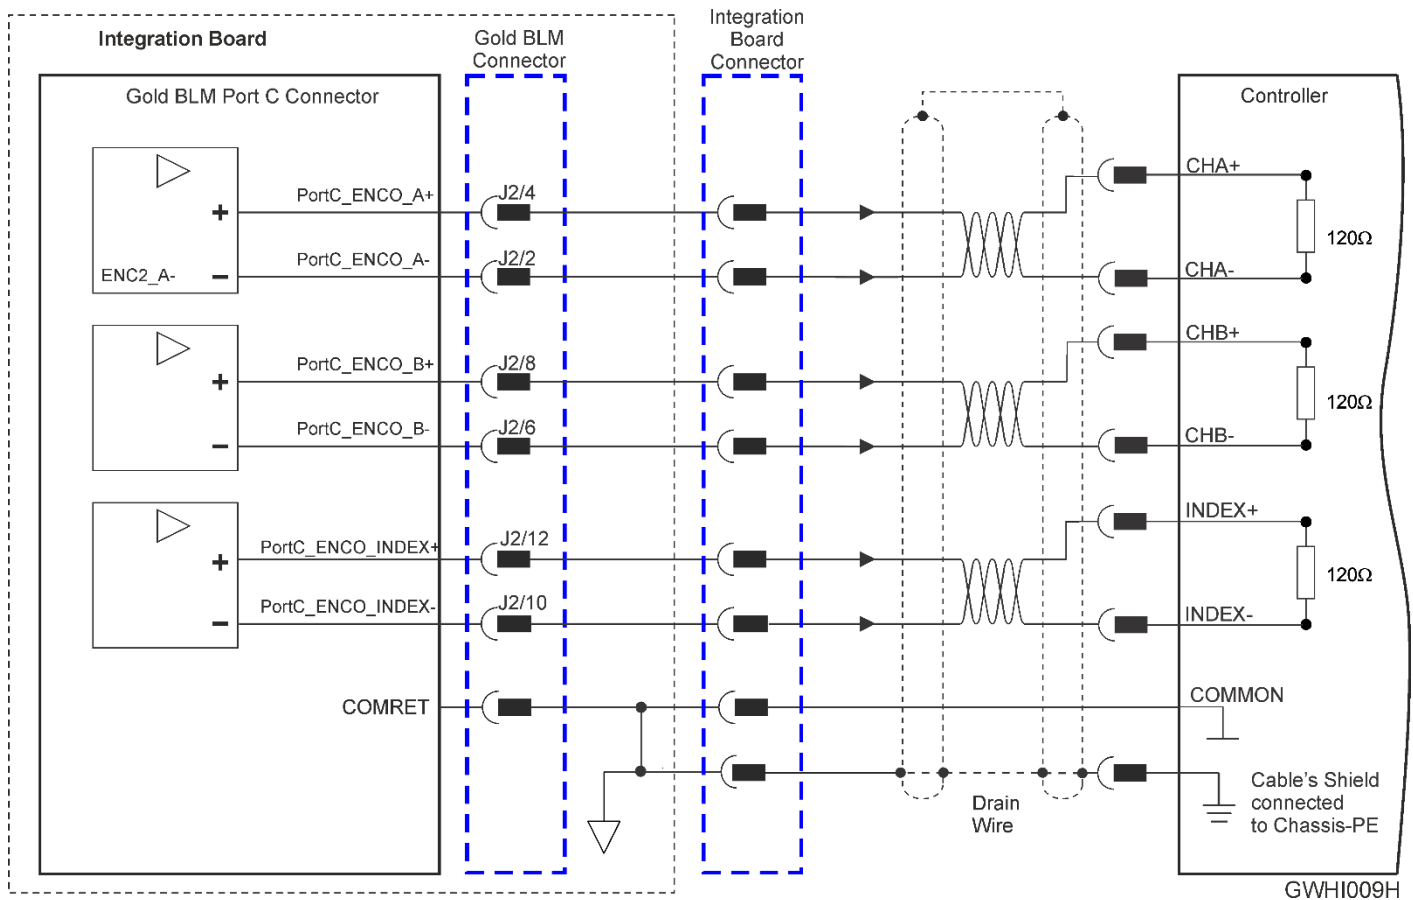 Integration Board
Gold BLM
Connector
Integration
Board
Connector
Gold BLM Port C Connector
Controller
PortC_ENCO_A+
J2/4
CHA+
+
120Ω
PortC_ENCO_A-
J2/2
CHA-
ENC2_A-
−
PortC_ENCO_B+
J2/8
CHB+
+
120Ω
PortC_ENCO_B-
J2/6
CHB-
−
PortC_ENCO_INDEX+
J2/12
INDEX+
+
120Ω
PortC_ENCO_INDEX-
J2/10
INDEX-
−
COMRET
COMMON
Drain
Wire
Cable's Shield
connected
to Chassis-PE
GWHI009H